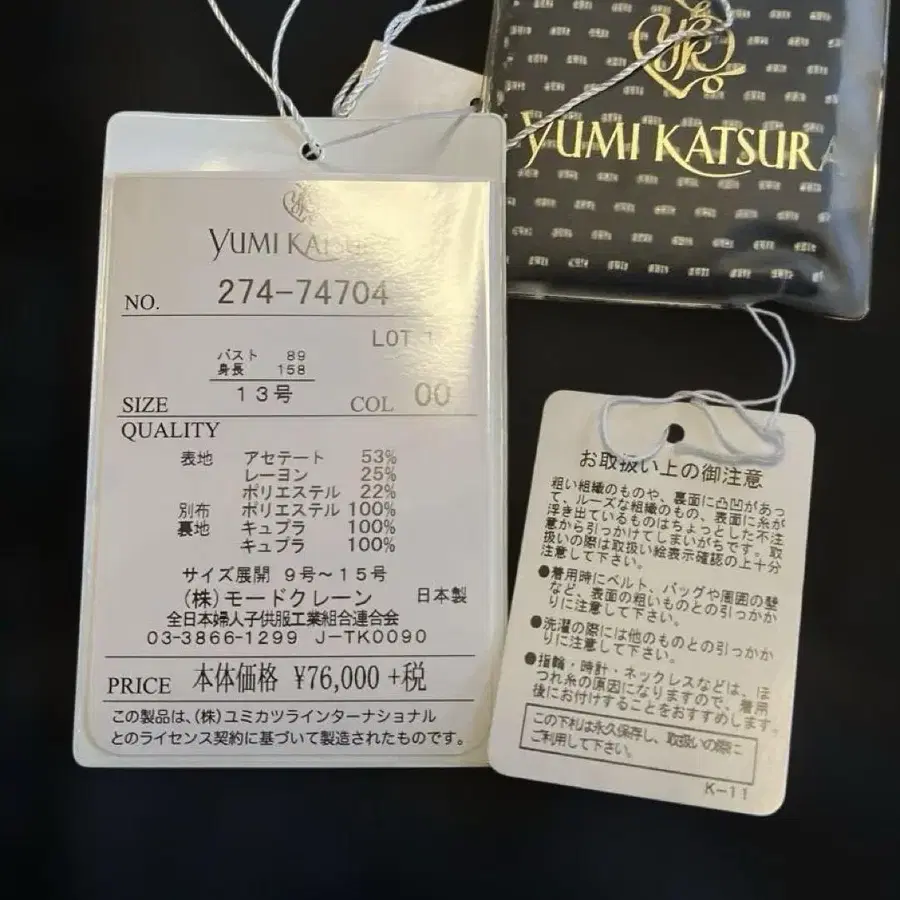 YUMI KATSURA
YUMI KATSURA
NO. 274-74704
LOT
バスト 89
身長 158
SIZE 13号 COL 00
QUALITY
表地 アセテート 53%
レーヨン 25%
ポリエステル 22%
別布 ポリエステル 100%
裏地 キュプラ 100%
キュプラ 100%
サイズ展開 9号～15号
(株)モードクレーン 日本製
全日本婦人子供服工業組合連合会
03-3866-1299 J-TK0090
PRICE 本体価格 ¥76,000 +税
この製品は、(株)ユミカツラインターナショナル
とのライセンス契約に基づいて製造されたものです。
お取扱い上の御注意
粗い組織のものや、裏面に凸凹があっ
て、ルーズな組織のもの、表面に糸が
浮き出ているものはちょっとした不注
意から引っかけてしまいがちです。取
扱いの際は取扱い絵表示確認の上十分
注意して下さい。
●着用時にベルト、バッグや周囲の壁
など、表面の粗いものとの引っかか
りに注意して下さい。
●洗濯の際には他のものとの引っかか
りに注意して下さい。
●指輪・時計・ネックレスなどは、ほ
つれ糸の原因になりますので、着用
後にお付けすることをおすすめします。
この下札は永久保存し、取扱いの際に
ご利用して下さい。
K-11